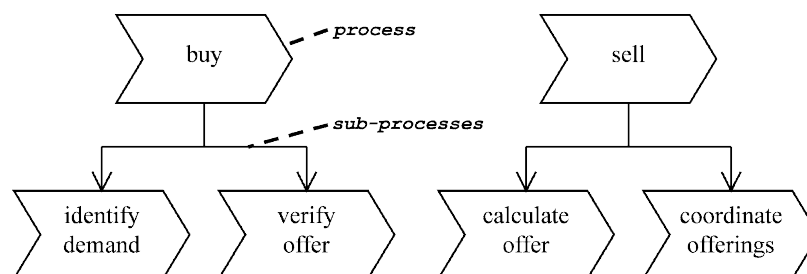 buy
process
sell
sub-processes
identify
demand
verify
offer
calculate
offer
coordinate
offerings